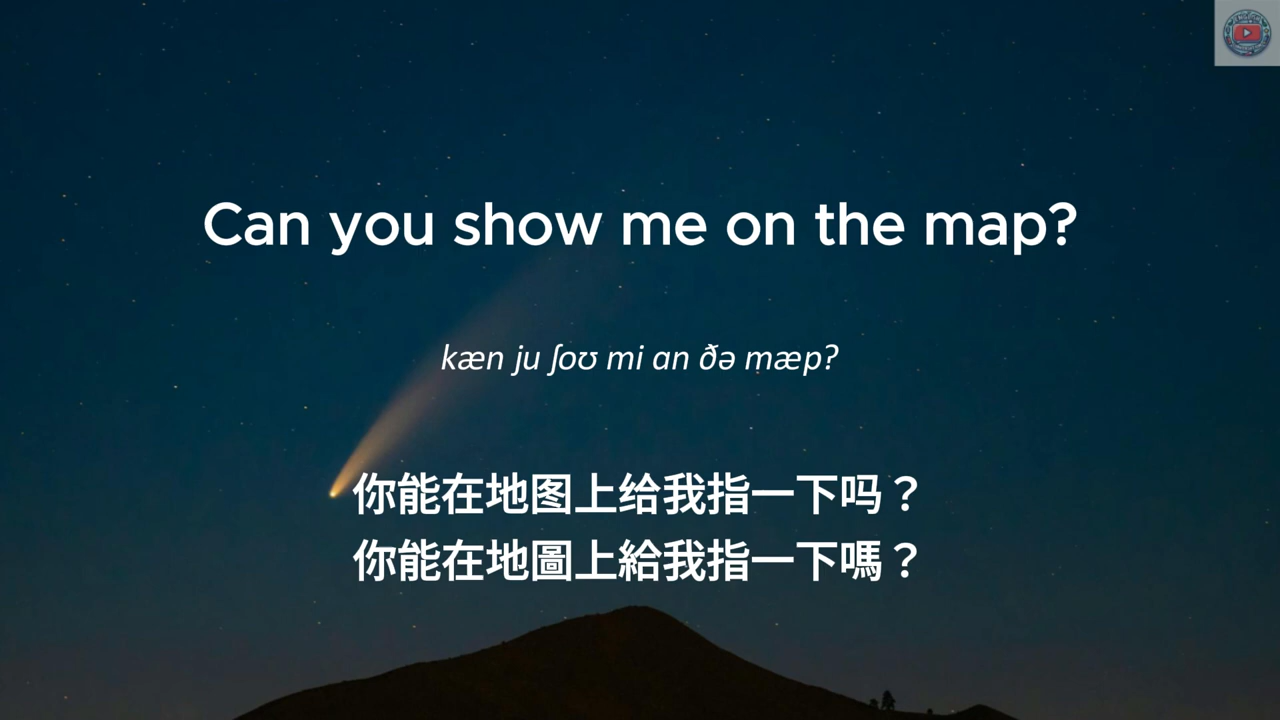 Can you show me on the map?
kæn ju ʃoʊ mi ɑn ðə mæp?
你能在地图上给我指一下吗？
你能在地圖上給我指一下嗎？